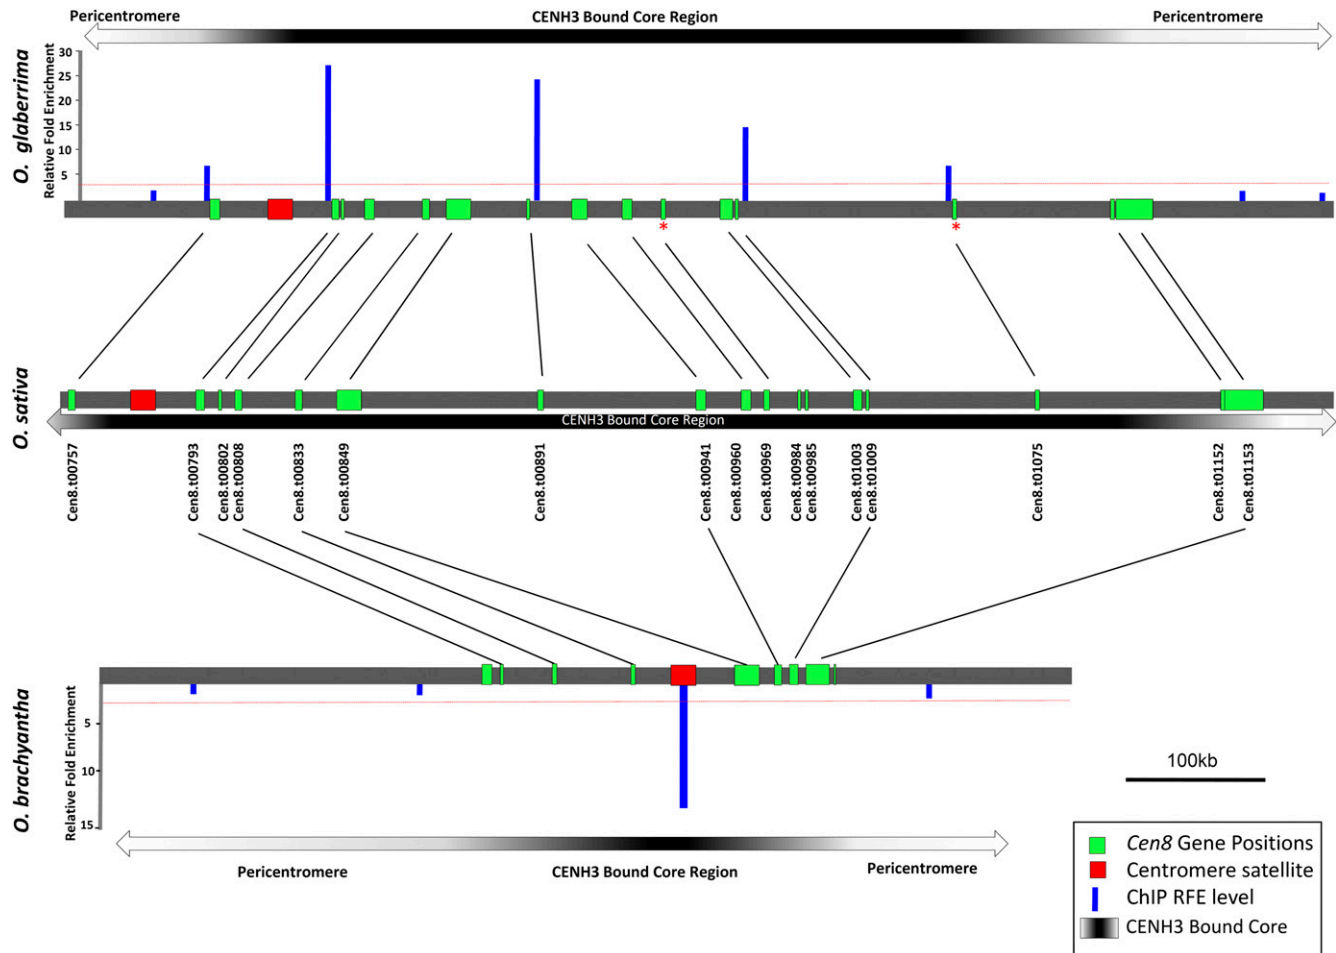 Pericentromere CENH3 Bound Core Region Pericentromere
O. glaberrima
Relative Fold Enrichment
30
25
20
15
10
5
*
*
O. sativa
CENH3 Bound Core Region
Cen8.t00757
Cen8.t00793
Cen8.t00802
Cen8.t00808
Cen8.t00833
Cen8.t00849
Cen8.t00891
Cen8.t00941
Cen8.t00960
Cen8.t00969
Cen8.t00984
Cen8.t00985
Cen8.t01003
Cen8.t01009
Cen8.t01075
Cen8.t01152
Cen8.t01153
O. brachyantha
Relative Fold Enrichment
5
10
15
Pericentromere CENH3 Bound Core Region Pericentromere
100kb
Cen8 Gene Positions
Centromere satellite
ChIP RFE level
CENH3 Bound Core